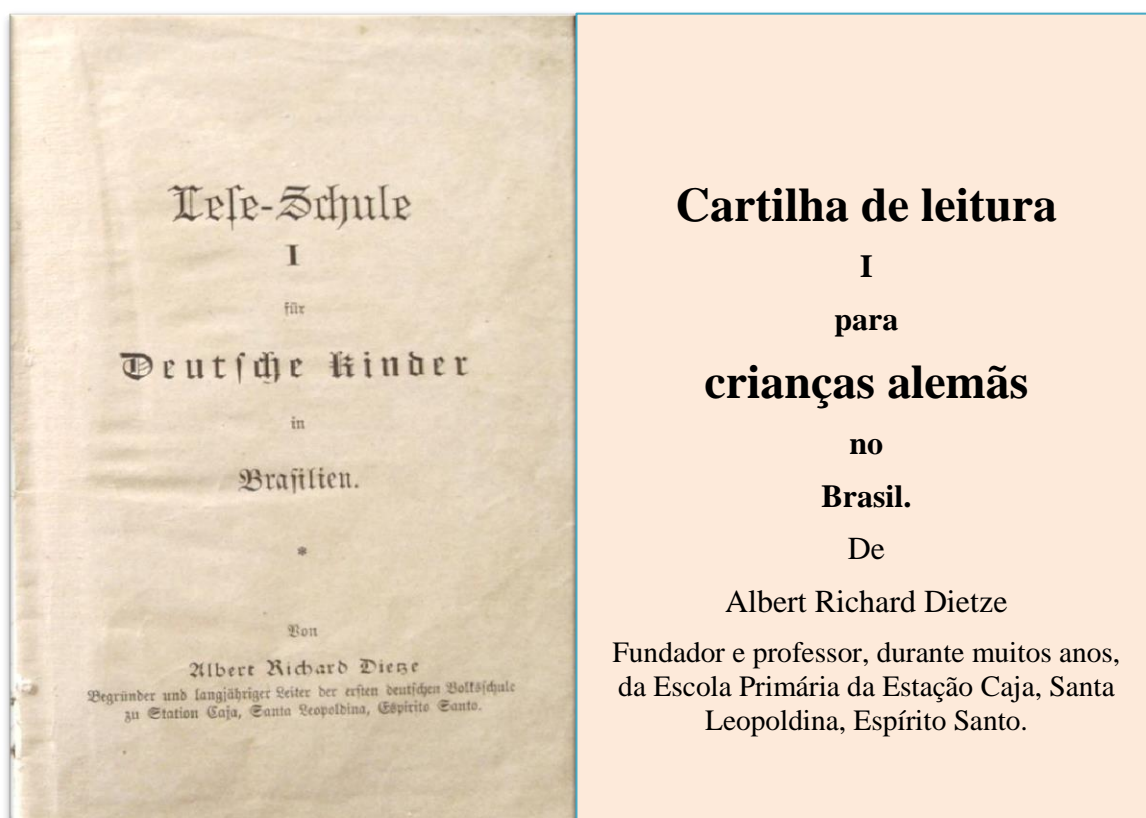 Lese-Schule
I
für
Deutsche Kinder
in
Brasilien.
*
Von
Albert Richard Dietze
Begründer und langjähriger Leiter der ersten deutschen Volksschule
zu Station Caja, Santa Leopoldina, Espirito Santo.
Cartilha de leitura
I
para
crianças alemãs
no
Brasil.
De
Albert Richard Dietze
Fundador e professor, durante muitos anos,
da Escola Primária da Estação Caja, Santa
Leopoldina, Espírito Santo.